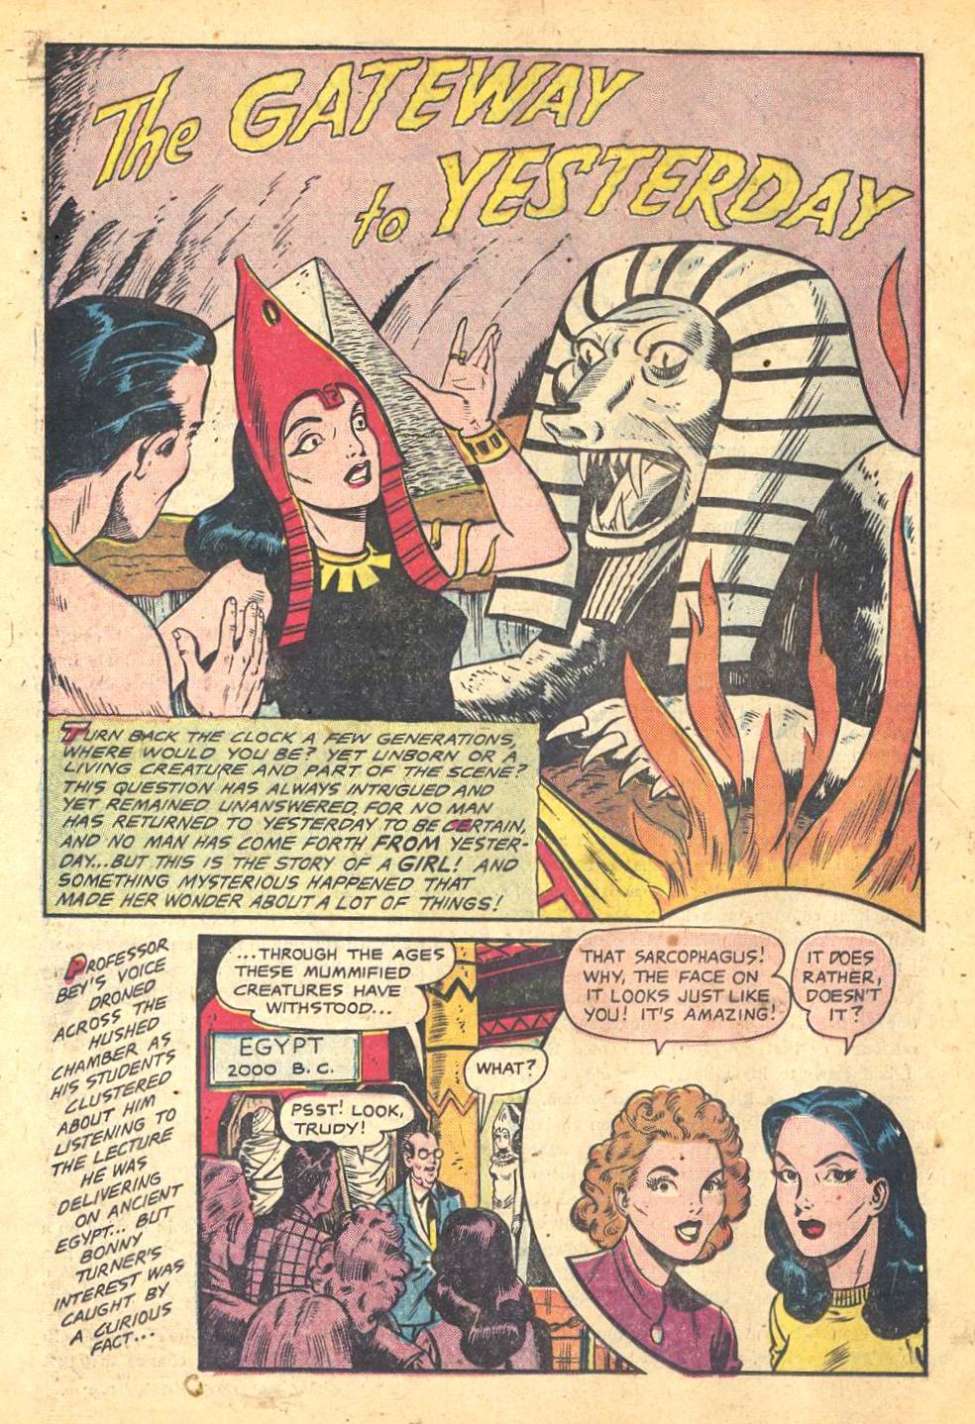 The GATEWAY
to YESTERDAY
TURN BACK THE CLOCK A FEW GENERATIONS,
WHERE WOULD YOU BE? YET UNBORN OR A
LIVING CREATURE AND PART OF THE SCENE?
THIS QUESTION HAS ALWAYS INTRIGUED AND
YET REMAINED UNANSWERED, FOR NO MAN
HAS RETURNED TO YESTERDAY TO BE CERTAIN,
AND NO MAN HAS COME FORTH FROM YESTER-
DAY...BUT THIS IS THE STORY OF A GIRL! AND
SOMETHING MYSTERIOUS HAPPENED THAT
MADE HER WONDER ABOUT A LOT OF THINGS!
PROFESSOR
BEY'S VOICE
DRONED
ACROSS THE
HUSHED
CHAMBER AS
HIS STUDENTS
CLUSTERED
ABOUT HIM
LISTENING TO
THE LECTURE
HE WAS
DELIVERING
ON ANCIENT
EGYPT... BUT
BONNY
TURNER'S
INTEREST WAS
CAUGHT BY
A CURIOUS
FACT...
...THROUGH THE AGES
THESE MUMMIFIED
CREATURES HAVE
WITHSTOOD...
EGYPT
2000 B.C.
PSST! LOOK,
TRUDY!
WHAT?
THAT SARCOPHAGUS!
WHY, THE FACE ON
IT LOOKS JUST LIKE
YOU! IT'S AMAZING!
IT DOES
RATHER,
DOESN'T
IT?